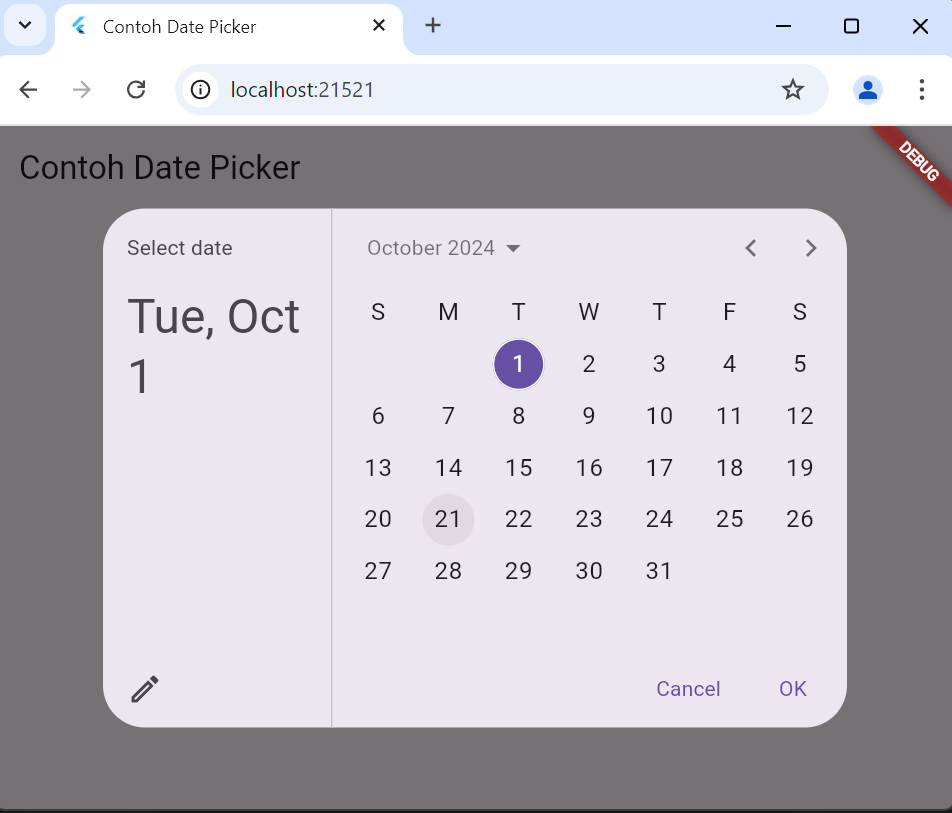 Contoh Date Picker
localhost:21521
DEBUG
Contoh Date Picker
Select date
Tue, Oct
1
October 2024
S M T W T F S
1 2 3 4 5
6 7 8 9 10 11 12
13 14 15 16 17 18 19
20 21 22 23 24 25 26
27 28 29 30 31
Cancel OK